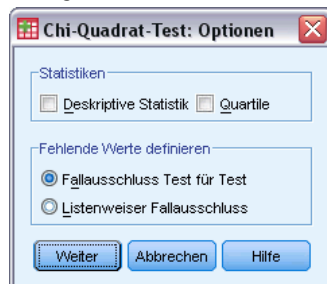 Chi-Quadrat-Test: Optionen
Statistiken
Deskriptive Statistik Quartile
Fehlende Werte definieren
Fallausschluss Test für Test
Listenweiser Fallausschluss
Weiter Abbrechen Hilfe